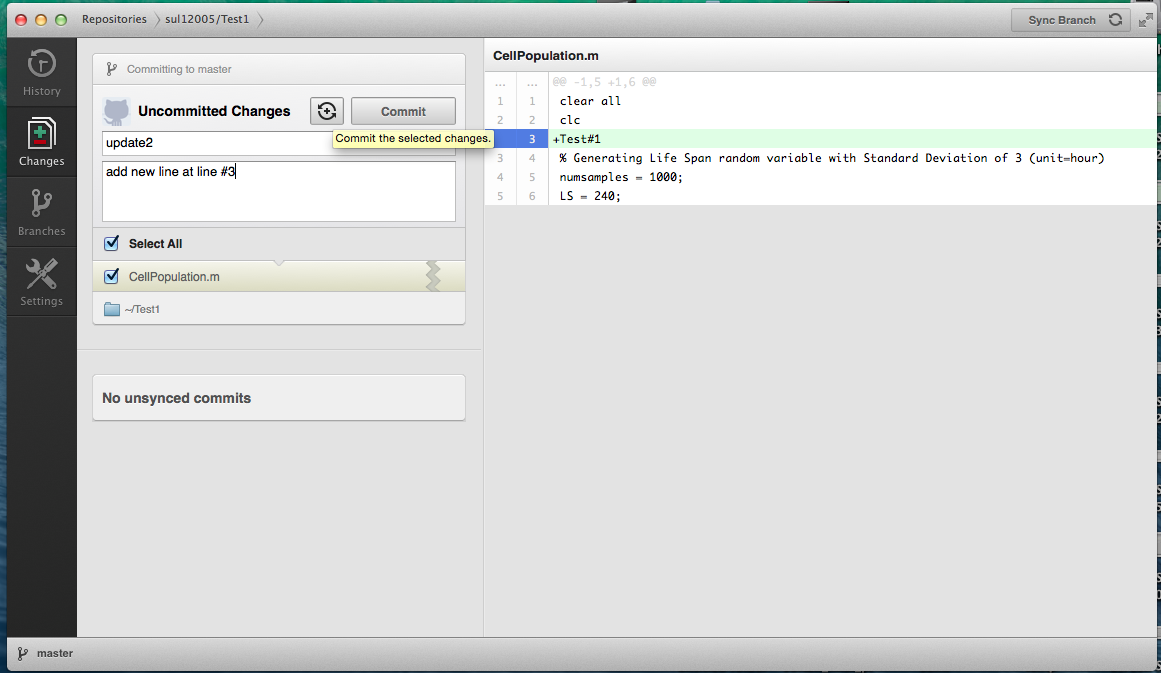 Repositories sul12005/Test1
Sync Branch
History
Changes
Branches
Settings
Committing to master
Uncommitted Changes
Commit
Commit the selected changes.
update2
add new line at line #3
Select All
CellPopulation.m
~/Test1
No unsynced commits
CellPopulation.m
... ... @@ -1,5 +1,6 @@
1 1 clear all
2 2 clc
3 +Test#1
3 4 % Generating Life Span random variable with Standard Deviation of 3 (unit=hour)
4 5 numsamples = 1000;
5 6 LS = 240;
master